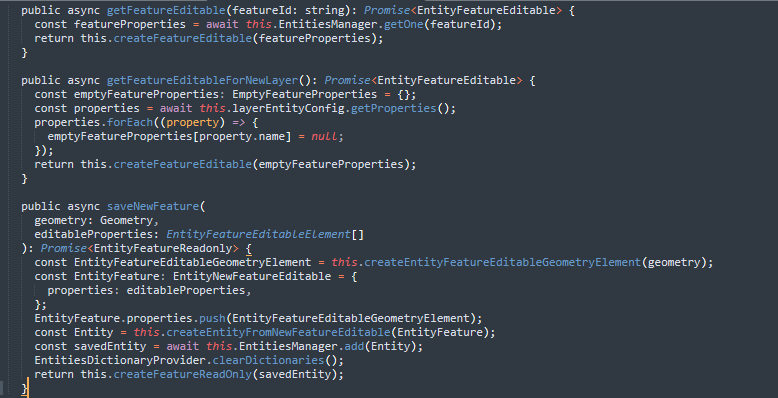 public async getFeatureEditable(featureId: string): Promise<EntityFeatureEditable> {
const featureProperties = await this.EntitiesManager.getOne(featureId);
return this.createFeatureEditable(featureProperties);
}
public async getFeatureEditableForNewLayer(): Promise<EntityFeatureEditable> {
const emptyFeatureProperties: EmptyFeatureProperties = {};
const properties = await this.layerEntityConfig.getProperties();
properties.forEach((property) => {
emptyFeatureProperties[property.name] = null;
});
return this.createFeatureEditable(emptyFeatureProperties);
}
public async saveNewFeature(
geometry: Geometry,
editableProperties: EntityFeatureEditableElement[]
): Promise<EntityFeatureReadonly> {
const EntityFeatureEditableGeometryElement = this.createEntityFeatureEditableGeometryElement(geometry);
const EntityFeature: EntityNewFeatureEditable = {
properties: editableProperties,
};
EntityFeature.properties.push(EntityFeatureEditableGeometryElement);
const Entity = this.createEntityFromNewFeatureEditable(EntityFeature);
const savedEntity = await this.EntitiesManager.add(Entity);
EntitiesDictionaryProvider.clearDictionaries();
return this.createFeatureReadOnly(savedEntity);
}